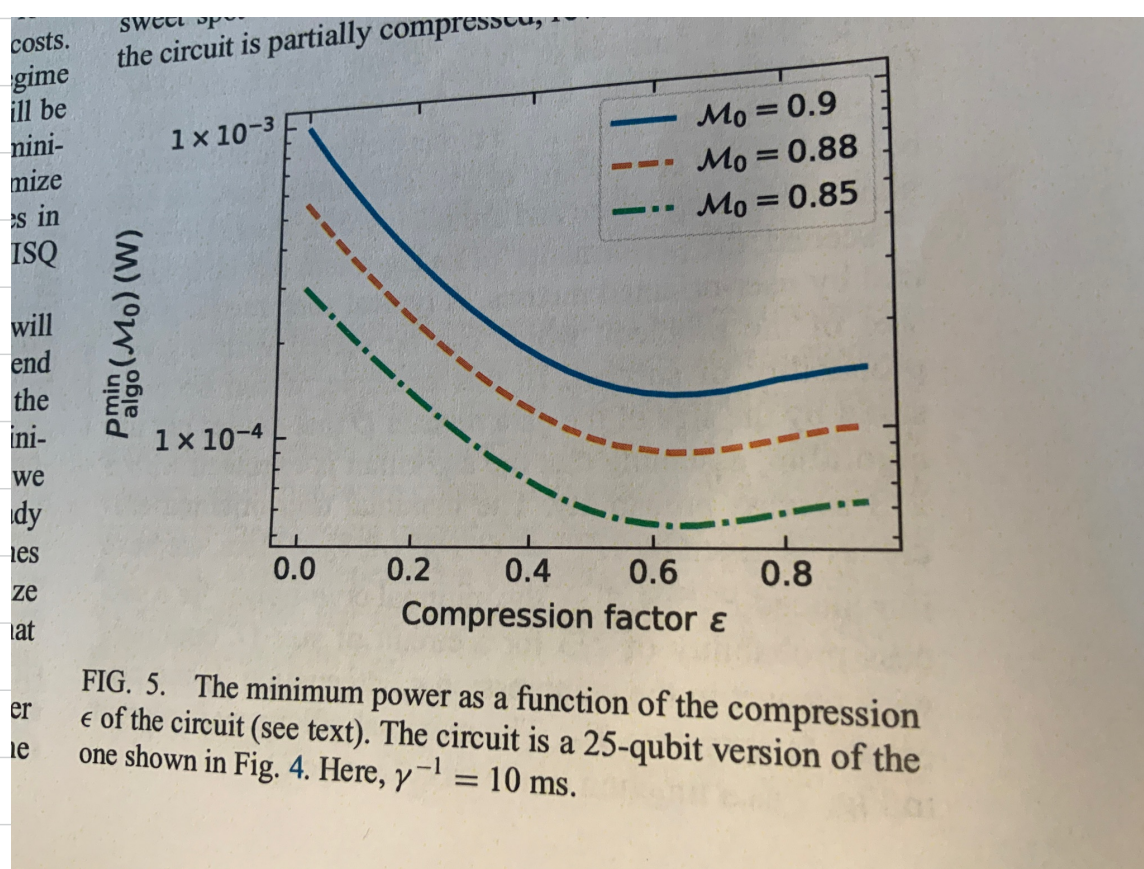 costs.
gime
ill be
nini-
mize
es in
ISQ
will
end
the
ini-
we
dy
nes
ze
at
er
ne
sweet
the circuit is partially compressed,
1 × 10⁻³
1 × 10⁻⁴
P^min_algo(ℳ₀) (W)
ℳ₀ = 0.9
ℳ₀ = 0.88
ℳ₀ = 0.85
0.0 0.2 0.4 0.6 0.8
Compression factor ε
FIG. 5. The minimum power as a function of the compression
ϵ of the circuit (see text). The circuit is a 25-qubit version of the
one shown in Fig. 4. Here, γ⁻¹ = 10 ms.